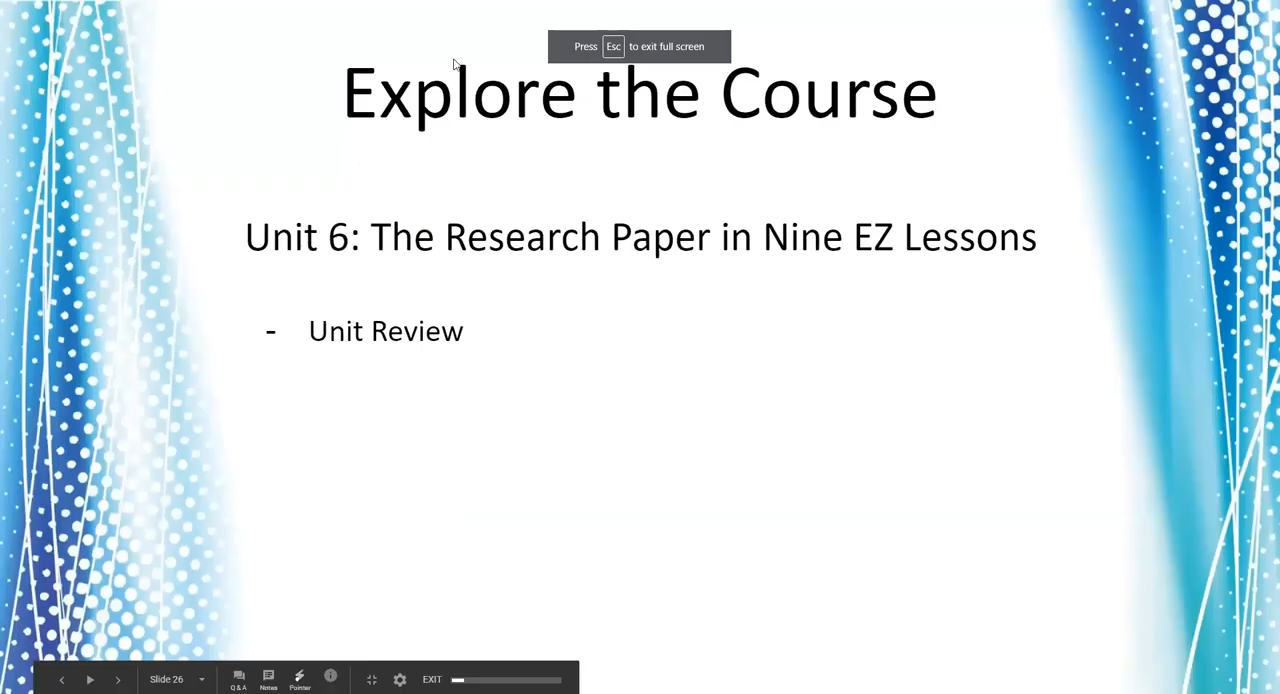 Press Esc to exit full screen
Explore the Course
Unit 6: The Research Paper in Nine EZ Lessons
- Unit Review
Slide 26 Q & A Notes Pointer EXIT